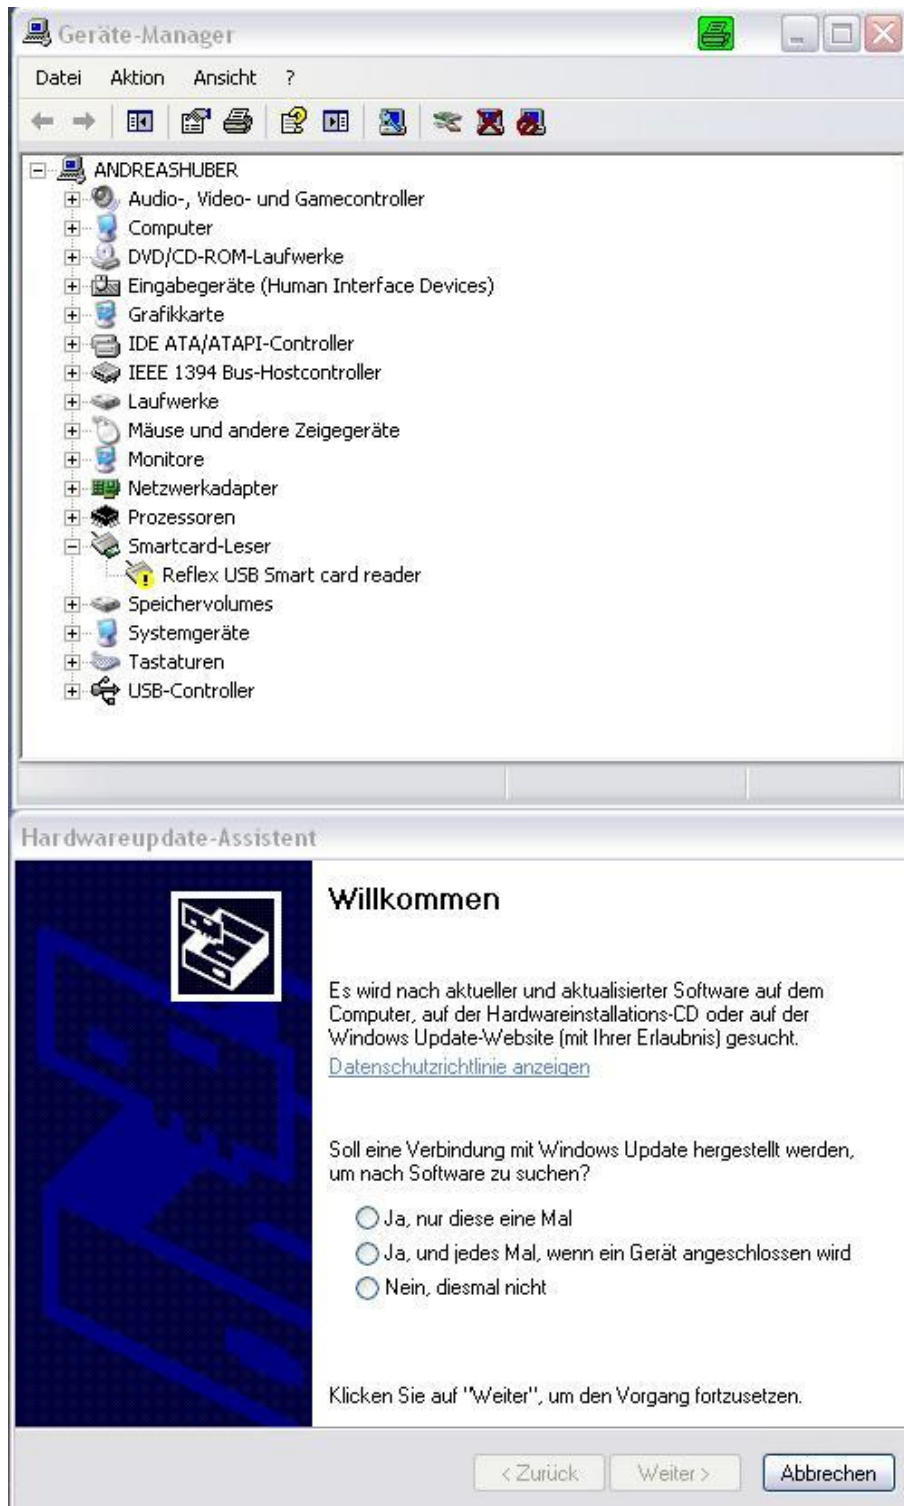 Geräte-Manager
Datei Aktion Ansicht ?
ANDREASHUBER
Audio-, Video- und Gamecontroller
Computer
DVD/CD-ROM-Laufwerke
Eingabegeräte (Human Interface Devices)
Grafikkarte
IDE ATA/ATAPI-Controller
IEEE 1394 Bus-Hostcontroller
Laufwerke
Mäuse und andere Zeigegeräte
Monitore
Netzwerkadapter
Prozessoren
Smartcard-Leser
Reflex USB Smart card reader
Speichervolumes
Systemgeräte
Tastaturen
USB-Controller
Hardwareupdate-Assistent
Willkommen
Es wird nach aktueller und aktualisierter Software auf dem
Computer, auf der Hardwareinstallations-CD oder auf der
Windows Update-Website (mit Ihrer Erlaubnis) gesucht.
Datenschutzrichtlinie anzeigen
Soll eine Verbindung mit Windows Update hergestellt werden,
um nach Software zu suchen?
Ja, nur diese eine Mal
Ja, und jedes Mal, wenn ein Gerät angeschlossen wird
Nein, diesmal nicht
Klicken Sie auf "Weiter", um den Vorgang fortzusetzen.
< Zurück Weiter > Abbrechen